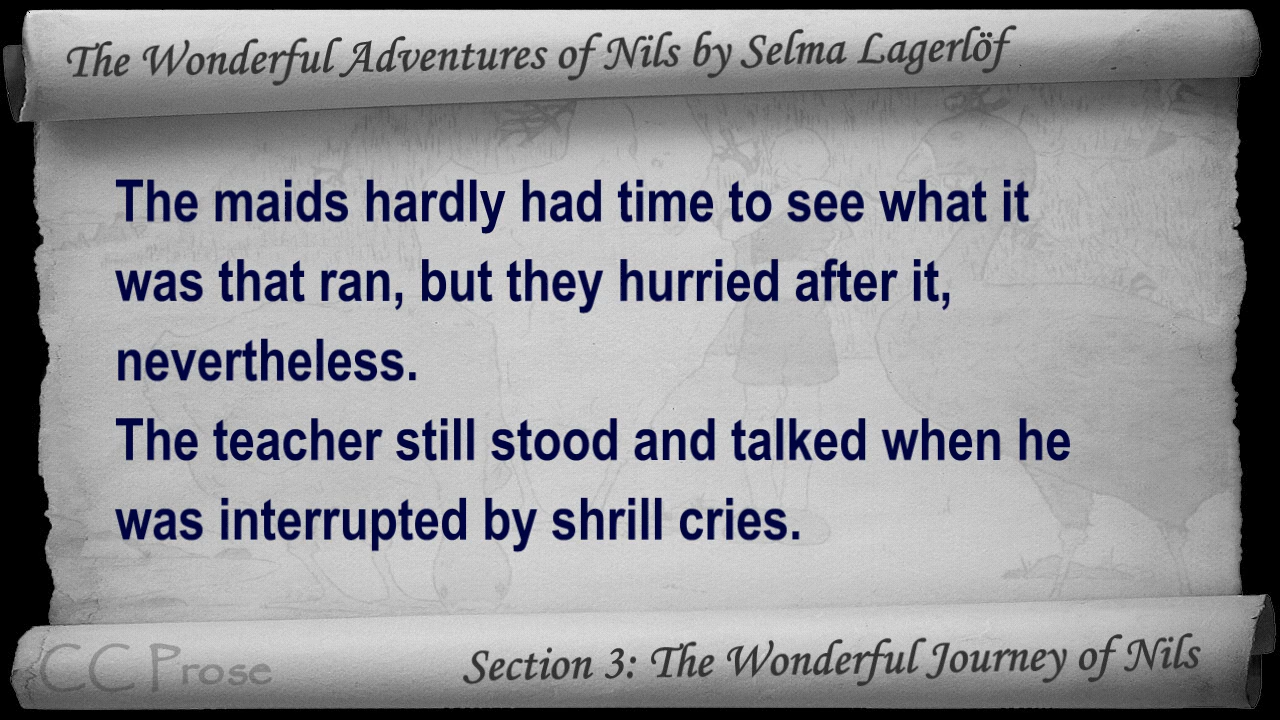 The Wonderful Adventures of Nils by Selma Lagerlöf
The maids hardly had time to see what it
was that ran, but they hurried after it,
nevertheless.
The teacher still stood and talked when he
was interrupted by shrill cries.
CC Prose
Section 3: The Wonderful Journey of Nils